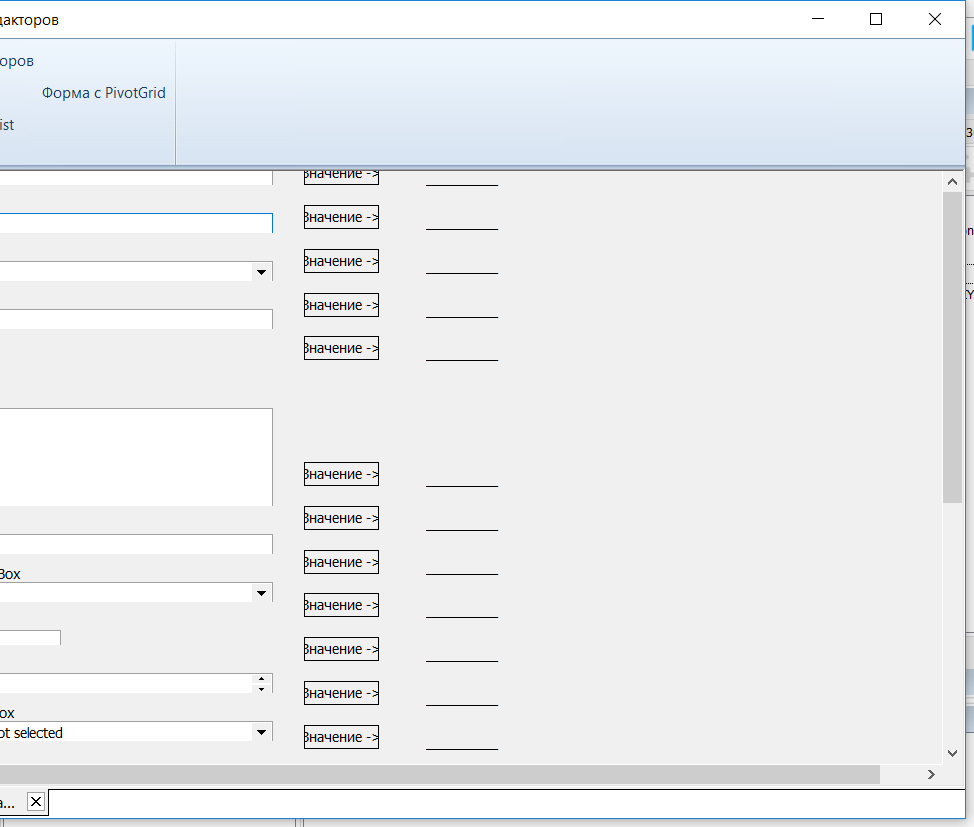 дакторов
оров
Форма с PivotGrid
ist
Значение ->
Значение ->
Значение ->
Значение ->
Значение ->
Значение ->
Значение ->
Box
Значение ->
Значение ->
Значение ->
Значение ->
ox
ot selected
Значение ->
а...